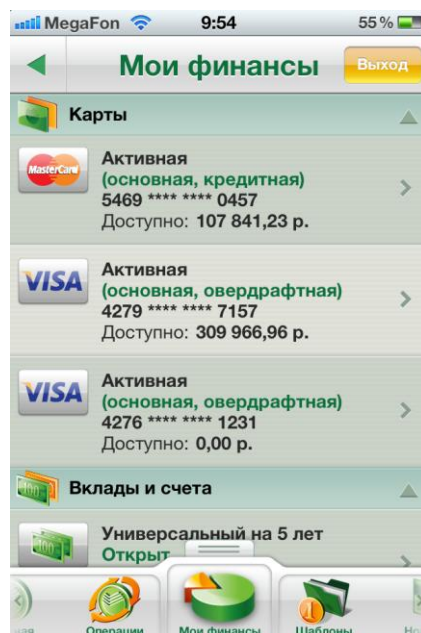 MegaFon 9:54 55 %
Мои финансы Выход
Карты
MasterCard
Активная
(основная, кредитная)
5469 **** **** 0457
Доступно: 107 841,23 р.
VISA
Активная
(основная, овердрафтная)
4279 **** **** 7157
Доступно: 309 966,96 р.
VISA
Активная
(основная, овердрафтная)
4276 **** **** 1231
Доступно: 0,00 р.
Вклады и счета
Универсальный на 5 лет
Открыт
Операции Мои финансы Шаблоны